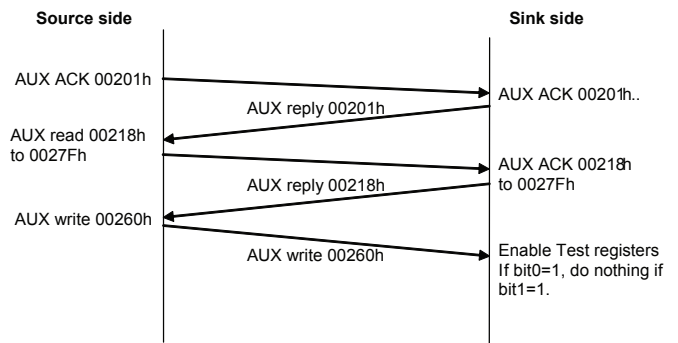 Source side
Sink side
AUX ACK 00201h
AUX ACK 00201h..
AUX reply 00201h
AUX read 00218h
to 0027Fh
AUX ACK 00218h
to 0027Fh
AUX reply 00218h
AUX write 00260h
AUX write 00260h
Enable Test registers
If bit0=1, do nothing if
bit1=1.